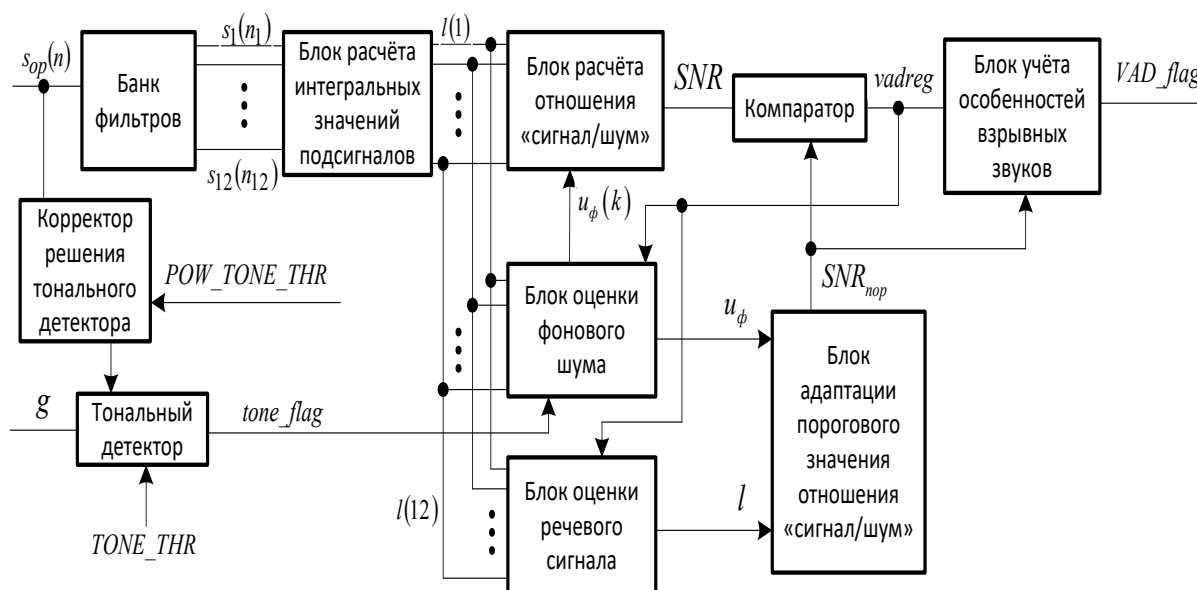 s_op(n)
Банк
фильтров
s_1(n_1)
s_12(n_12)
Блок расчёта
интегральных
значений
подсигналов
l(1)
Блок расчёта
отношения
«сигнал/шум»
SNR
Компаратор
vadreg
Блок учёта
особенностей
взрывных
звуков
VAD_flag
Корректор
решения
тонального
детектора
POW_TONE_THR
u_ф(k)
Блок оценки
фонового
шума
u_ф
SNR_пор
Блок
адаптации
порогового
значения
отношения
«сигнал/шум»
g
Тональный
детектор
tone_flag
TONE_THR
l(12)
Блок оценки
речевого
сигнала
l